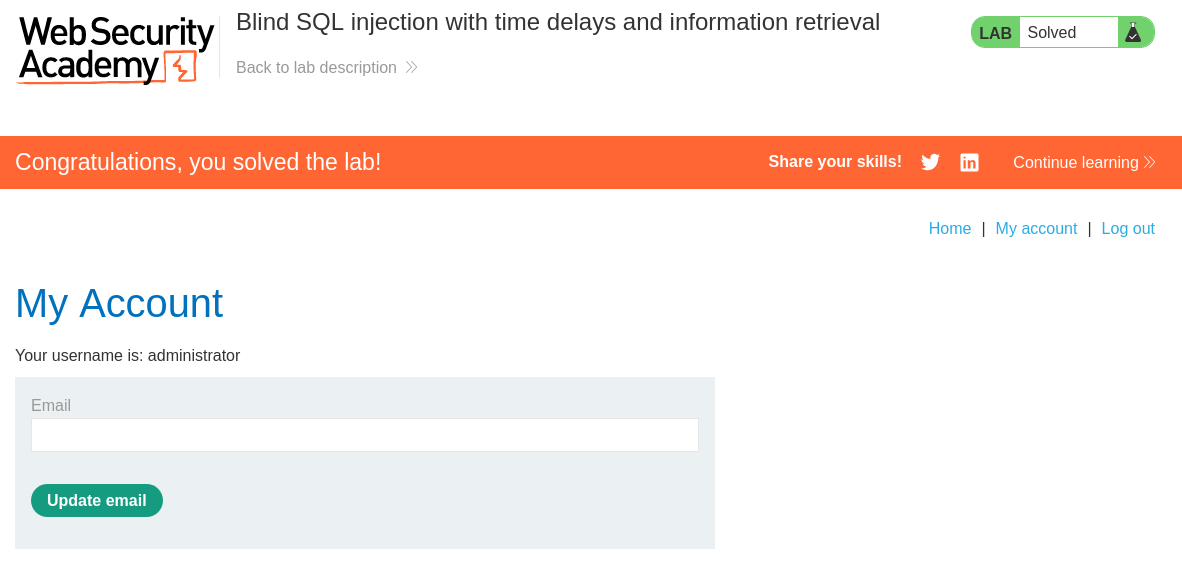 Web Security
Academy
Blind SQL injection with time delays and information retrieval
Back to lab description
LAB Solved
Congratulations, you solved the lab!
Share your skills!
Continue learning
Home | My account | Log out
My Account
Your username is: administrator
Email
Update email